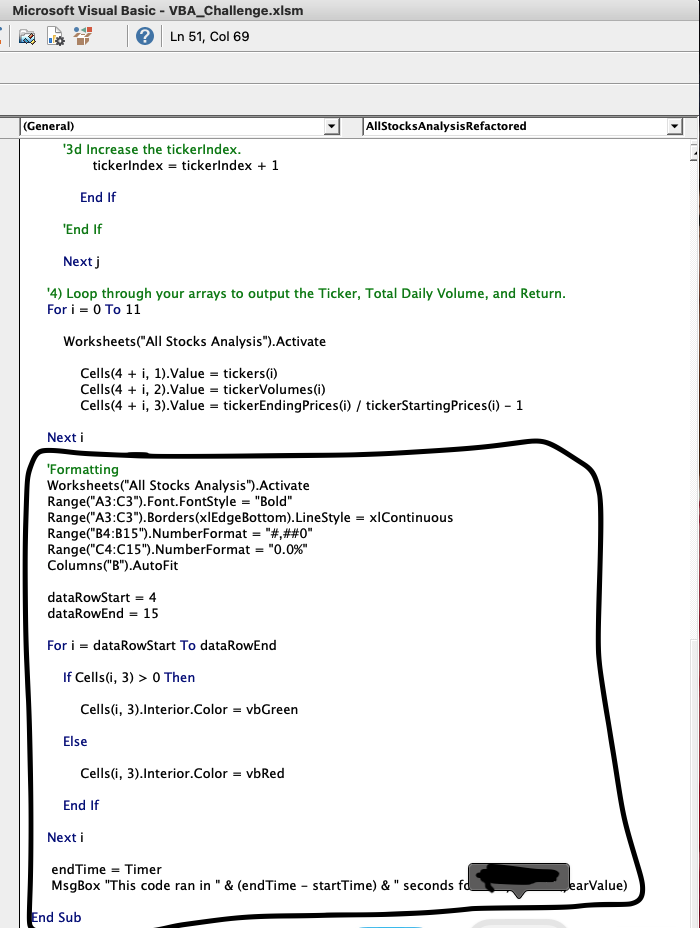 Microsoft Visual Basic - VBA_Challenge.xlsm
Ln 51, Col 69
(General)
AllStocksAnalysisRefactored
'3d Increase the tickerIndex.
tickerIndex = tickerIndex + 1
End If
'End If
Next j
'4) Loop through your arrays to output the Ticker, Total Daily Volume, and Return.
For i = 0 To 11
Worksheets("All Stocks Analysis").Activate
Cells(4 + i, 1).Value = tickers(i)
Cells(4 + i, 2).Value = tickerVolumes(i)
Cells(4 + i, 3).Value = tickerEndingPrices(i) / tickerStartingPrices(i) - 1
Next i
'Formatting
Worksheets("All Stocks Analysis").Activate
Range("A3:C3").Font.FontStyle = "Bold"
Range("A3:C3").Borders(xlEdgeBottom).LineStyle = xlContinuous
Range("B4:B15").NumberFormat = "#,##0"
Range("C4:C15").NumberFormat = "0.0%"
Columns("B").AutoFit
dataRowStart = 4
dataRowEnd = 15
For i = dataRowStart To dataRowEnd
If Cells(i, 3) > 0 Then
Cells(i, 3).Interior.Color = vbGreen
Else
Cells(i, 3).Interior.Color = vbRed
End If
Next i
endTime = Timer
MsgBox "This code ran in " & (endTime - startTime) & " seconds fo earValue)
End Sub